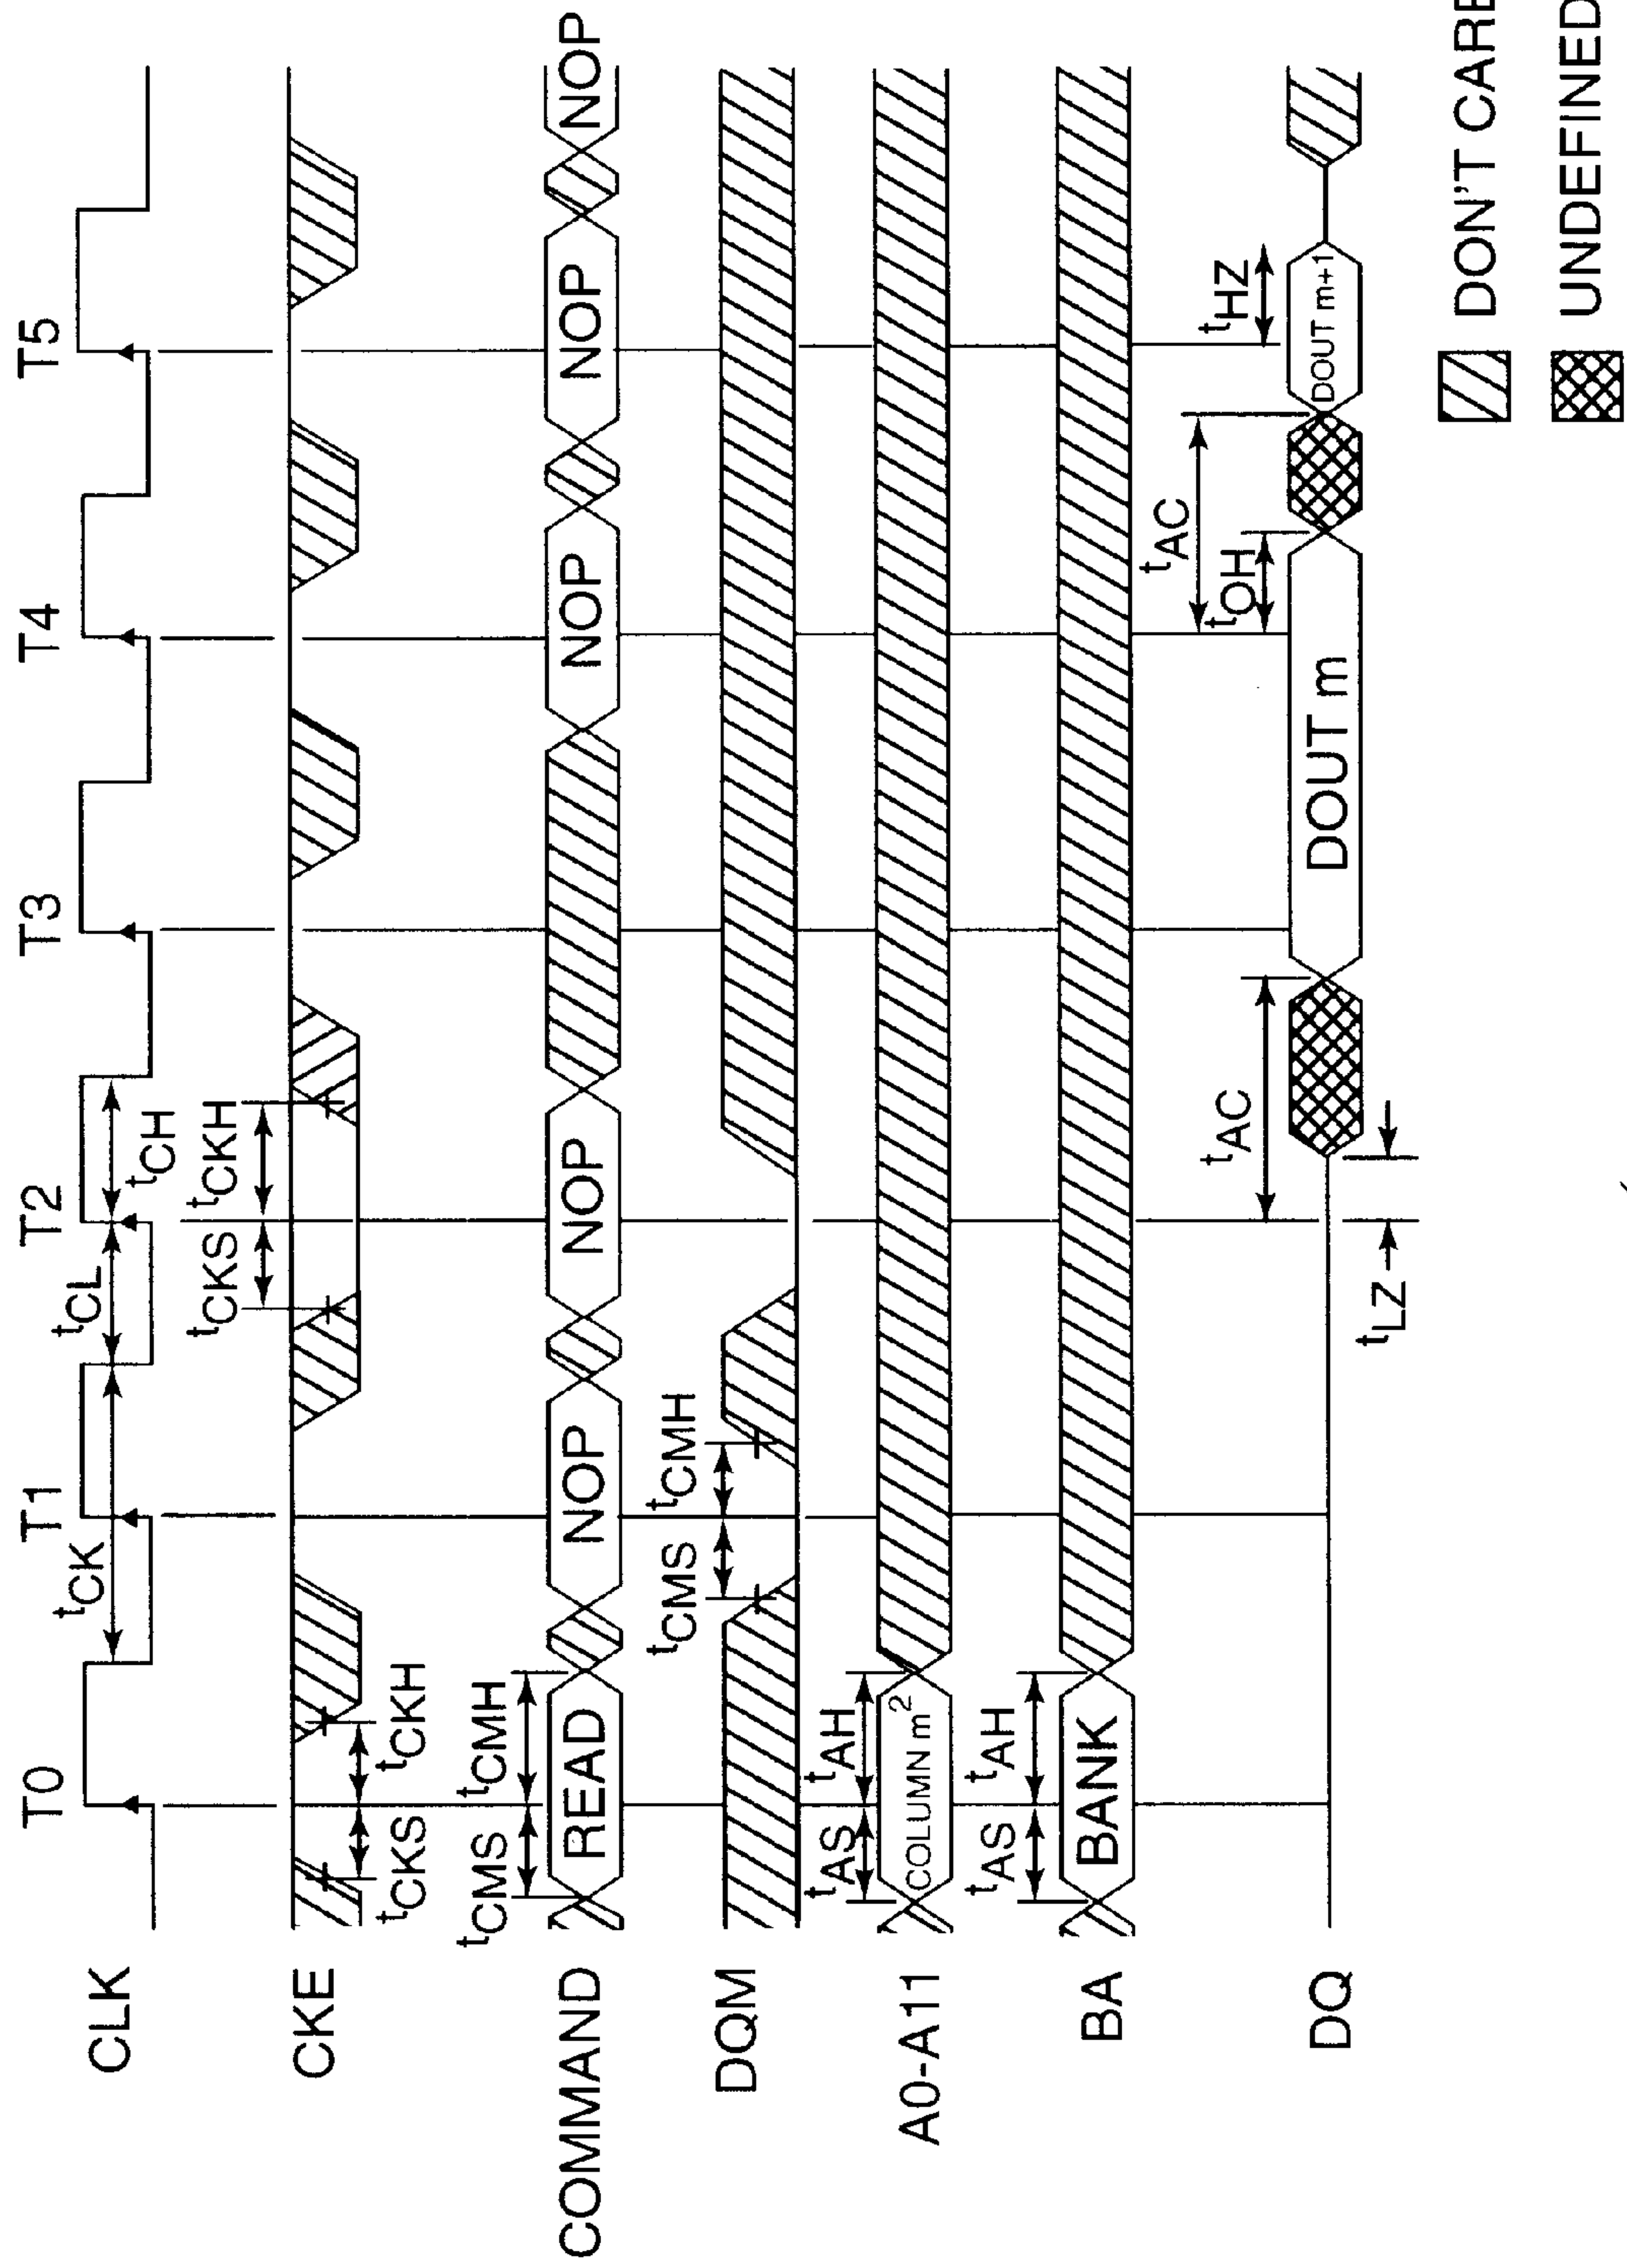 T0 T1 T2 T3 T4 T5
CLK
tCK tCL tCH
CKE
tCKS tCKH tCKS tCKH
tCMS tCMH
COMMAND READ NOP NOP NOP NOP NOP
tCMS tCMH
DQM
tAS tAH
A0-A11 COLUMN m²
tAS tAH
BA BANK
tAC tAC
tOH tHZ
DQ DOUT m DOUT m+1
tLZ
DON'T CARE
UNDEFINED